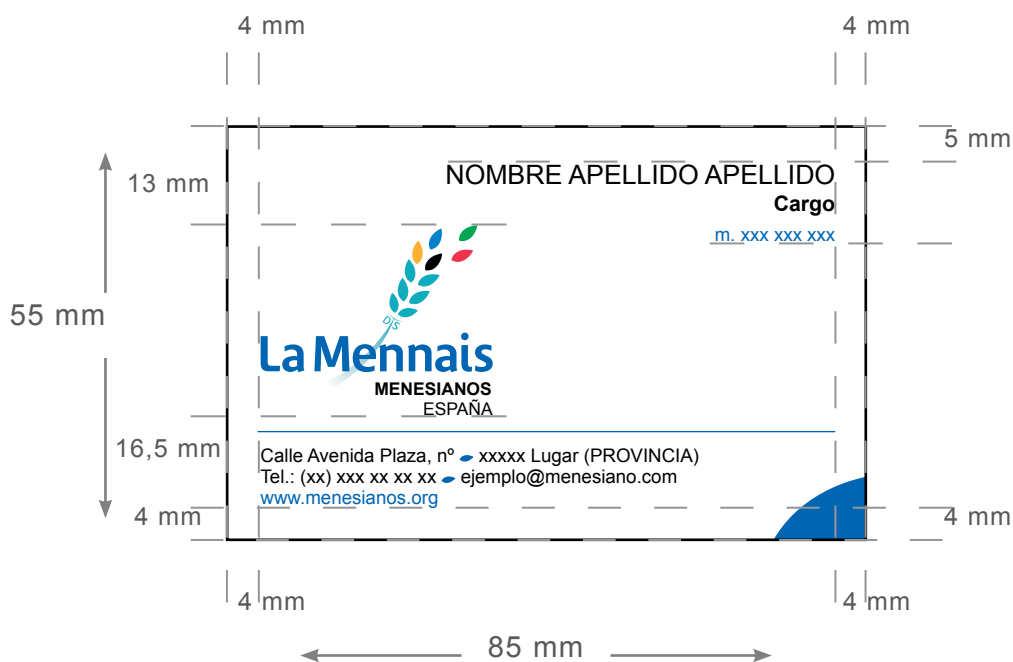 4 mm
4 mm
5 mm
13 mm
NOMBRE APELLIDO APELLIDO
Cargo
m. xxx xxx xxx
55 mm
DTS
La Mennais
MENESIANOS
ESPAÑA
16,5 mm
Calle Avenida Plaza, nº xxxxx Lugar (PROVINCIA)
Tel.: (xx) xxx xx xx xx ejemplo@menesiano.com
www.menesianos.org
4 mm
4 mm
4 mm
4 mm
85 mm